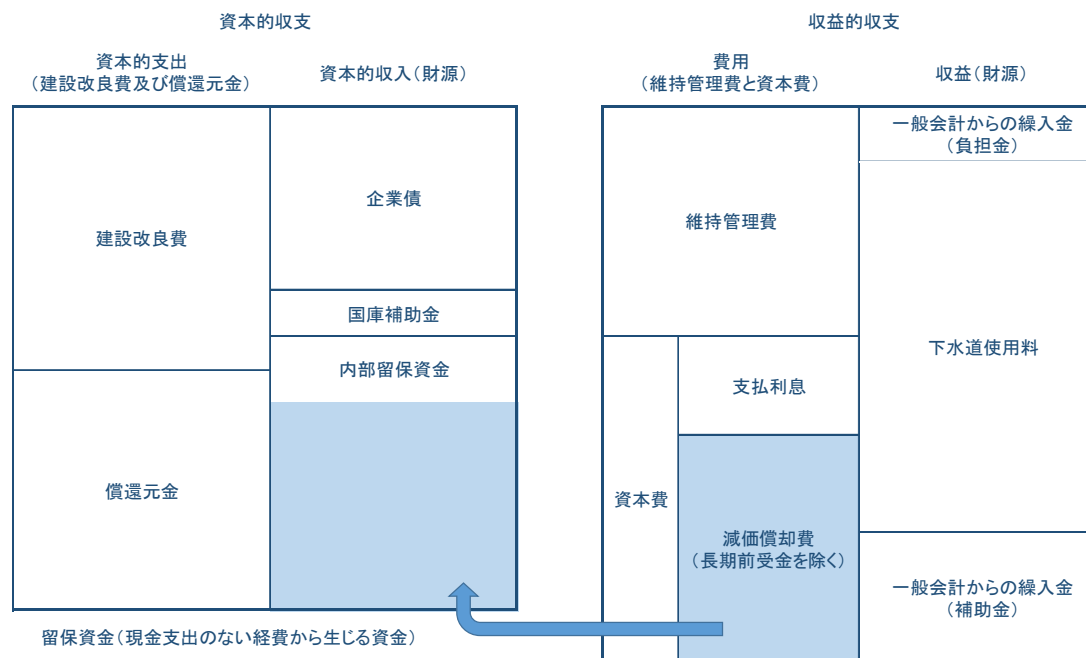 資本的収支
資本的支出
（建設改良費及び償還元金）
資本的収入（財源）
建設改良費
企業債
国庫補助金
内部留保資金
償還元金
留保資金（現金支出のない経費から生じる資金）
収益的収支
費用
（維持管理費と資本費）
収益（財源）
一般会計からの繰入金
（負担金）
維持管理費
下水道使用料
支払利息
資本費
減価償却費
（長期前受金を除く）
一般会計からの繰入金
（補助金）